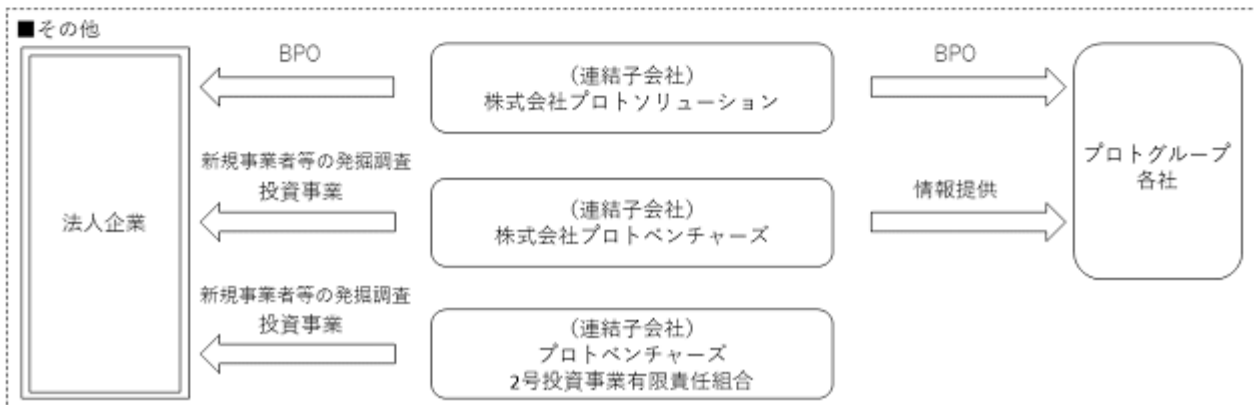 ■その他
BPO
(連結子会社)
株式会社プロトソリューション
BPO
新規事業者等の発掘調査
投資事業
(連結子会社)
株式会社プロトベンチャーズ
情報提供
プロトグループ
各社
法人企業
新規事業者等の発掘調査
投資事業
(連結子会社)
プロトベンチャーズ
2号投資事業有限責任組合